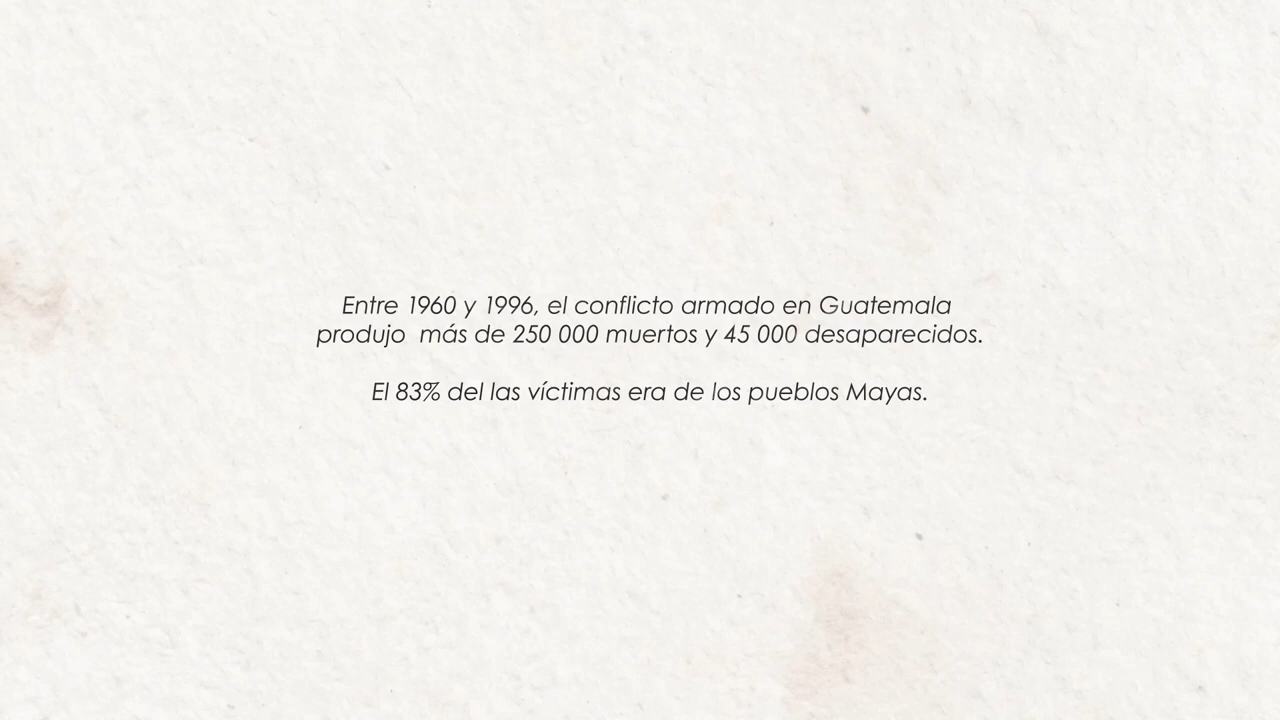 Entre 1960 y 1996, el conflicto armado en Guatemala
produjo  más de 250 000 muertos y 45 000 desaparecidos.
El 83% del las víctimas era de los pueblos Mayas.